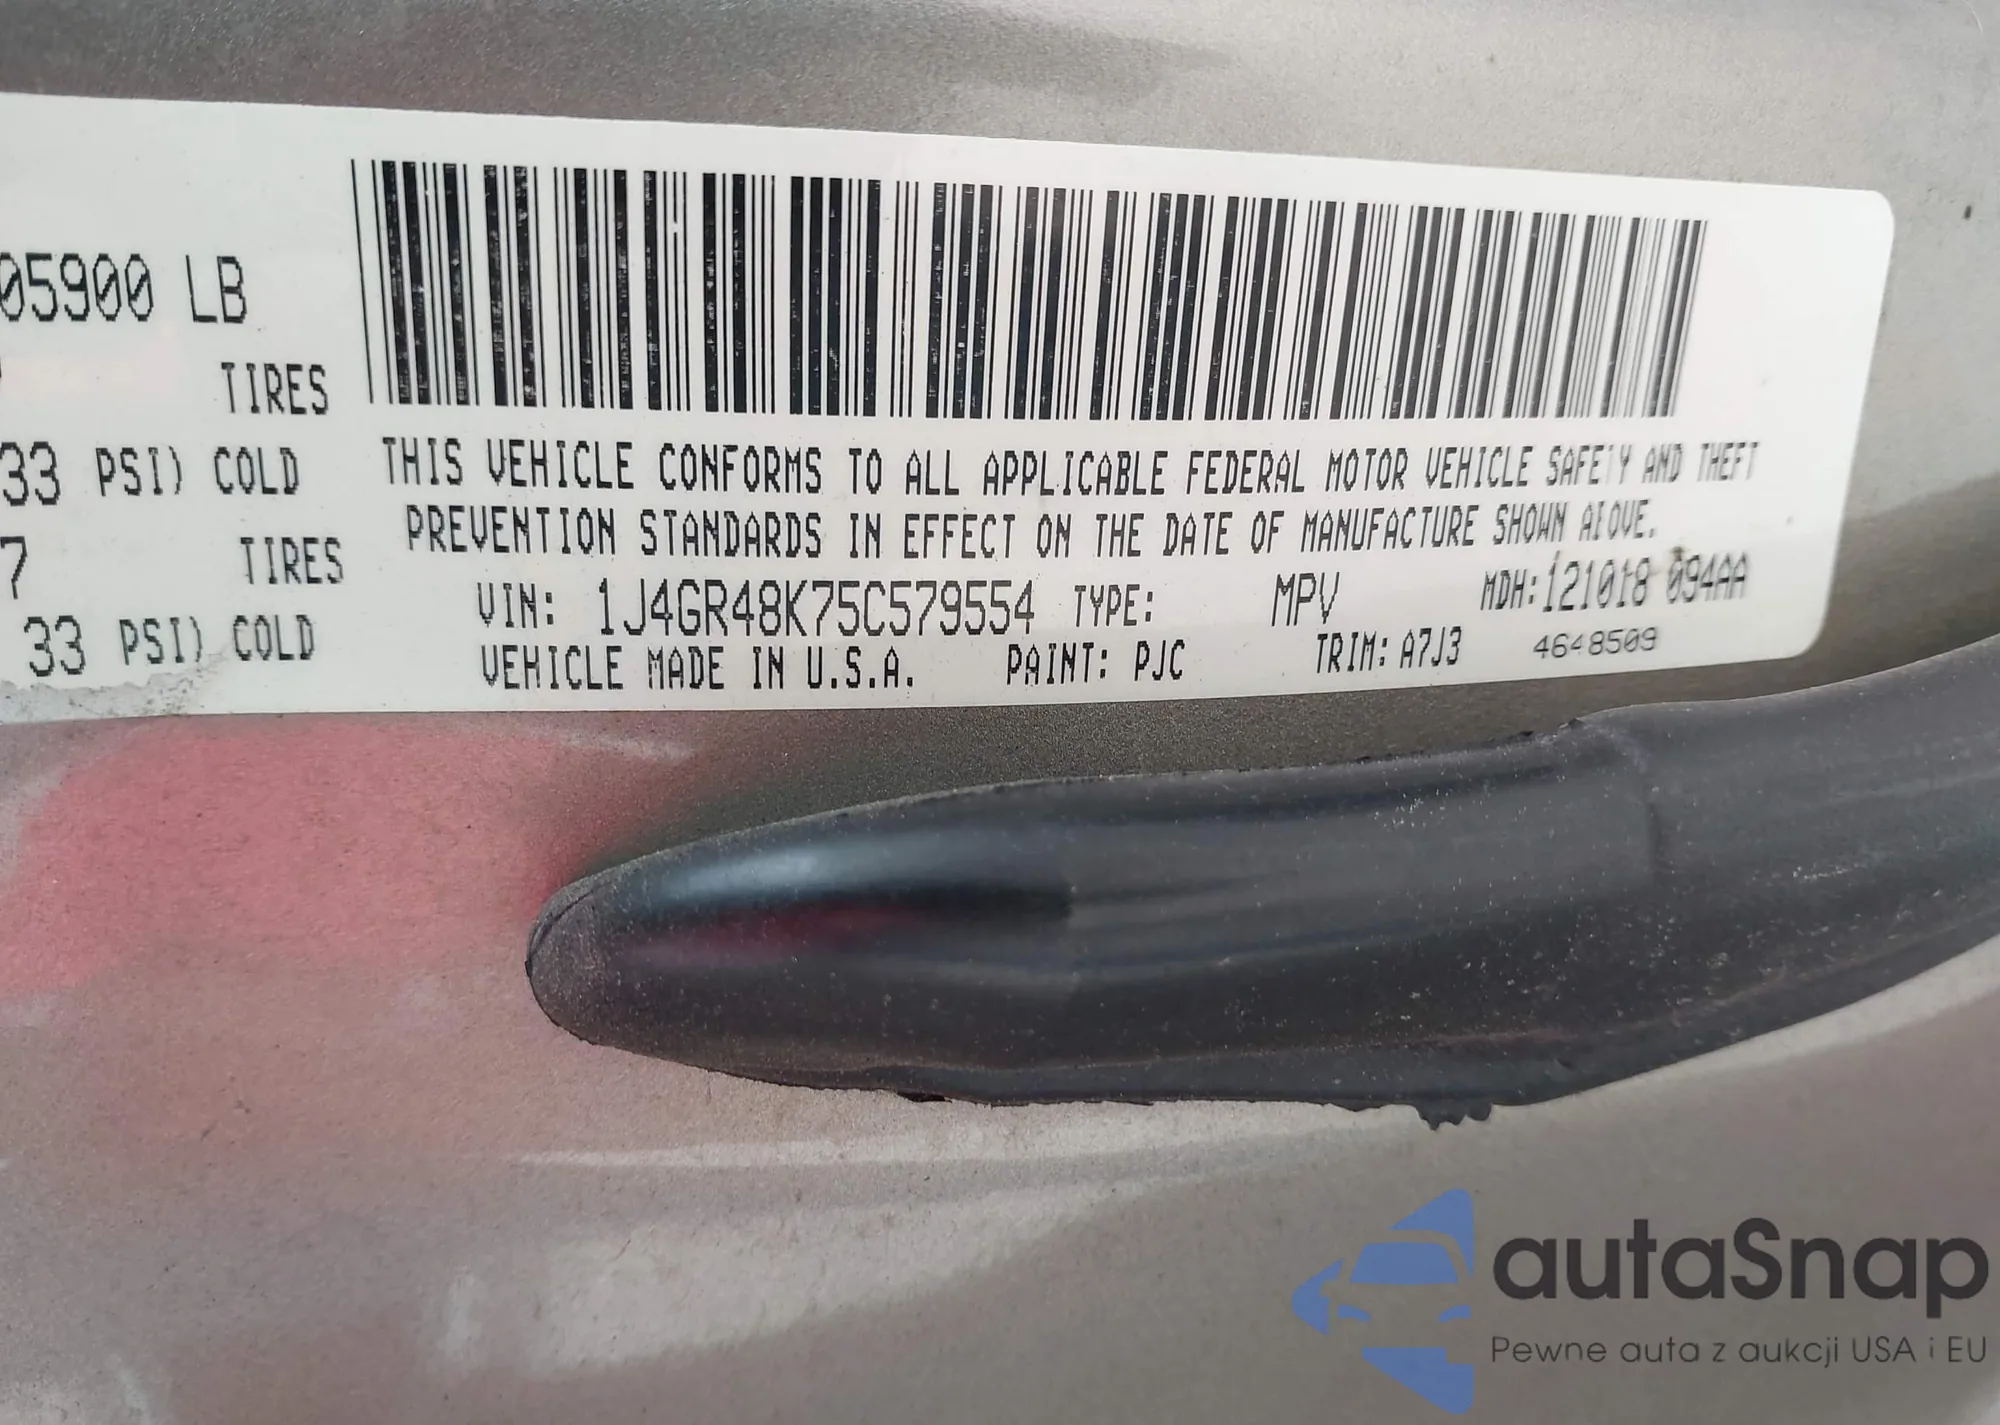 05900 LB
TIRES
33 PSI) COLD
7 TIRES
33 PSI) COLD
THIS VEHICLE CONFORMS TO ALL APPLICABLE FEDERAL MOTOR VEHICLE SAFETY AND THEFT
PREVENTION STANDARDS IN EFFECT ON THE DATE OF MANUFACTURE SHOWN ABOVE.
VIN: 1J4GR48K75C579554 TYPE: MPV MDH: 121018 094AA
VEHICLE MADE IN U.S.A. PAINT: PJC TRIM: A7J3 4648509
autaSnap
Pewne auta z aukcji USA i EU